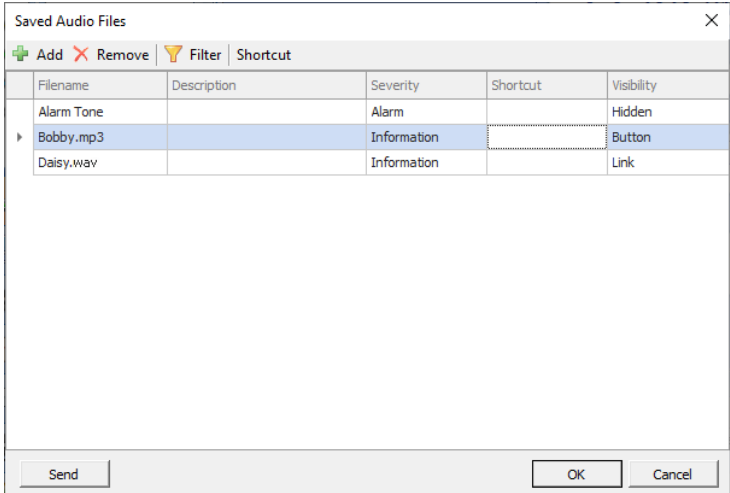 Saved Audio Files
Add Remove Filter Shortcut
Filename Description Severity Shortcut Visibility
Alarm Tone Alarm Hidden
Bobby.mp3 Information Button
Daisy.wav Information Link
Send OK Cancel